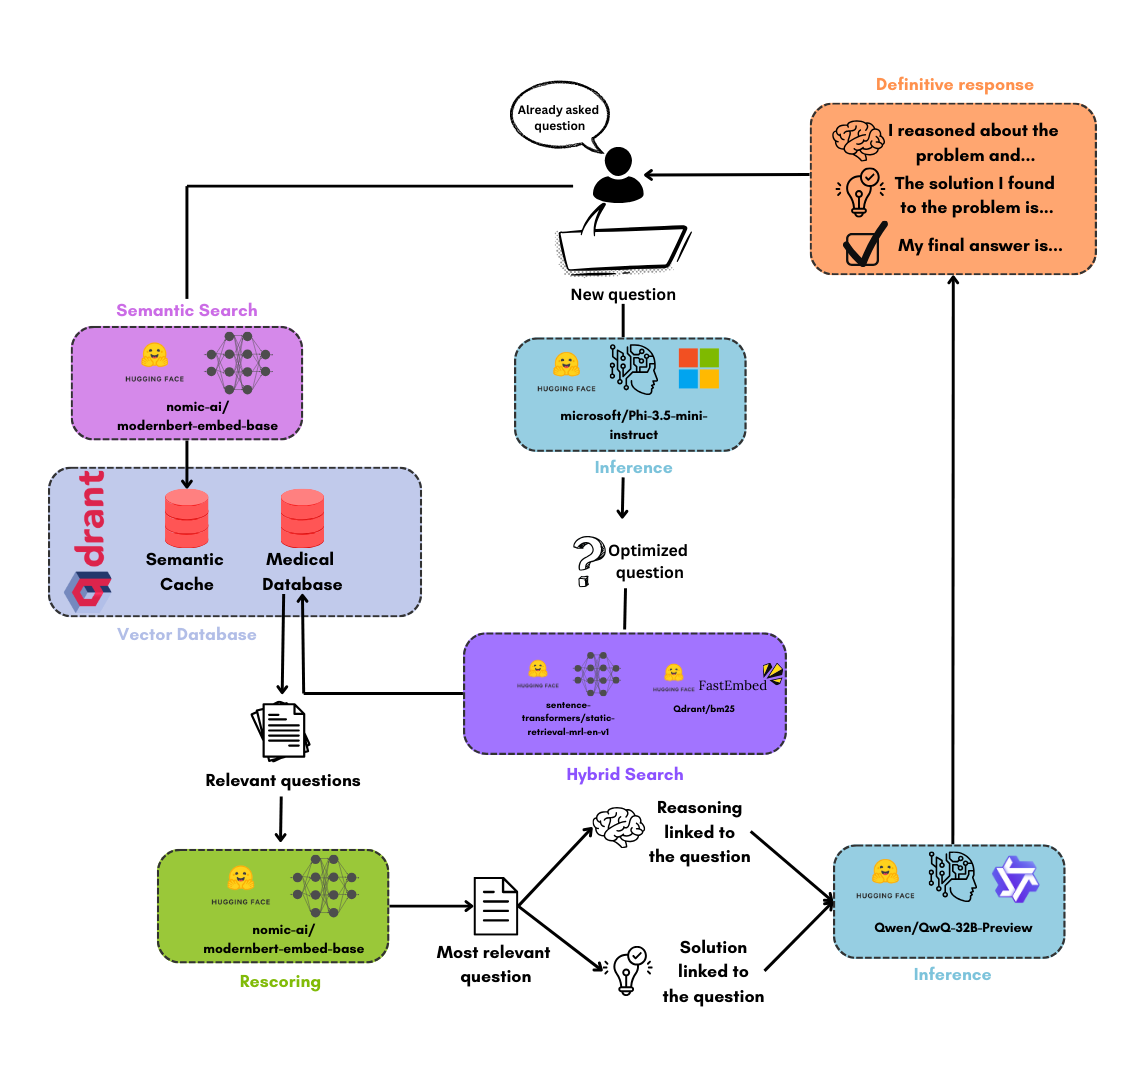 Definitive response
Already asked
question
I reasoned about the
problem and...
The solution I found
to the problem is...
My final answer is...
New question
Semantic Search
HUGGING FACE
nomic-ai/
modernbert-embed-base
HUGGING FACE
microsoft/Phi-3.5-mini-
instruct
Inference
qdrant
Semantic
Cache
Medical
Database
Vector Database
Optimized
question
HUGGING FACE
sentence-
transformers/static-
retrieval-mrl-en-v1
HUGGING FACE
FastEmbed
Qdrant/bm25
Hybrid Search
Relevant questions
HUGGING FACE
nomic-ai/
modernbert-embed-base
Rescoring
Most relevant
question
Reasoning
linked to
the question
Solution
linked to
the question
HUGGING FACE
Qwen/QwQ-32B-Preview
Inference